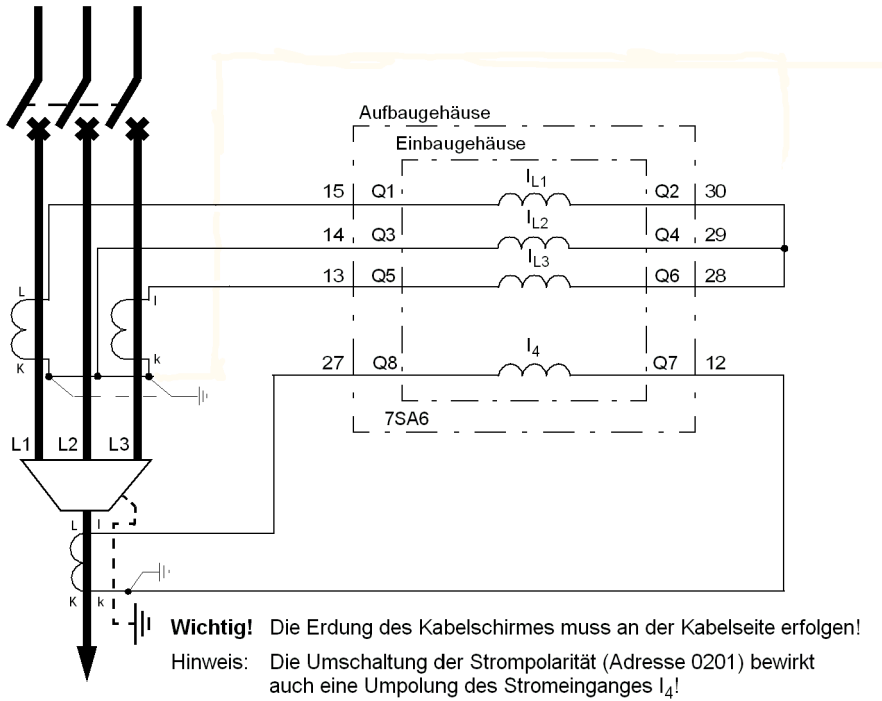 Aufbaugehäuse
Einbaugehäuse
15 Q1 I L1 Q2 30
14 Q3 I L2 Q4 29
13 Q5 I L3 Q6 28
L l
K k
27 Q8 I 4 Q7 12
7SA6
L1 L2 L3
L l
K k
Wichtig! Die Erdung des Kabelschirmes muss an der Kabelseite erfolgen!
Hinweis: Die Umschaltung der Strompolarität (Adresse 0201) bewirkt
auch eine Umpolung des Stromeinganges I4!